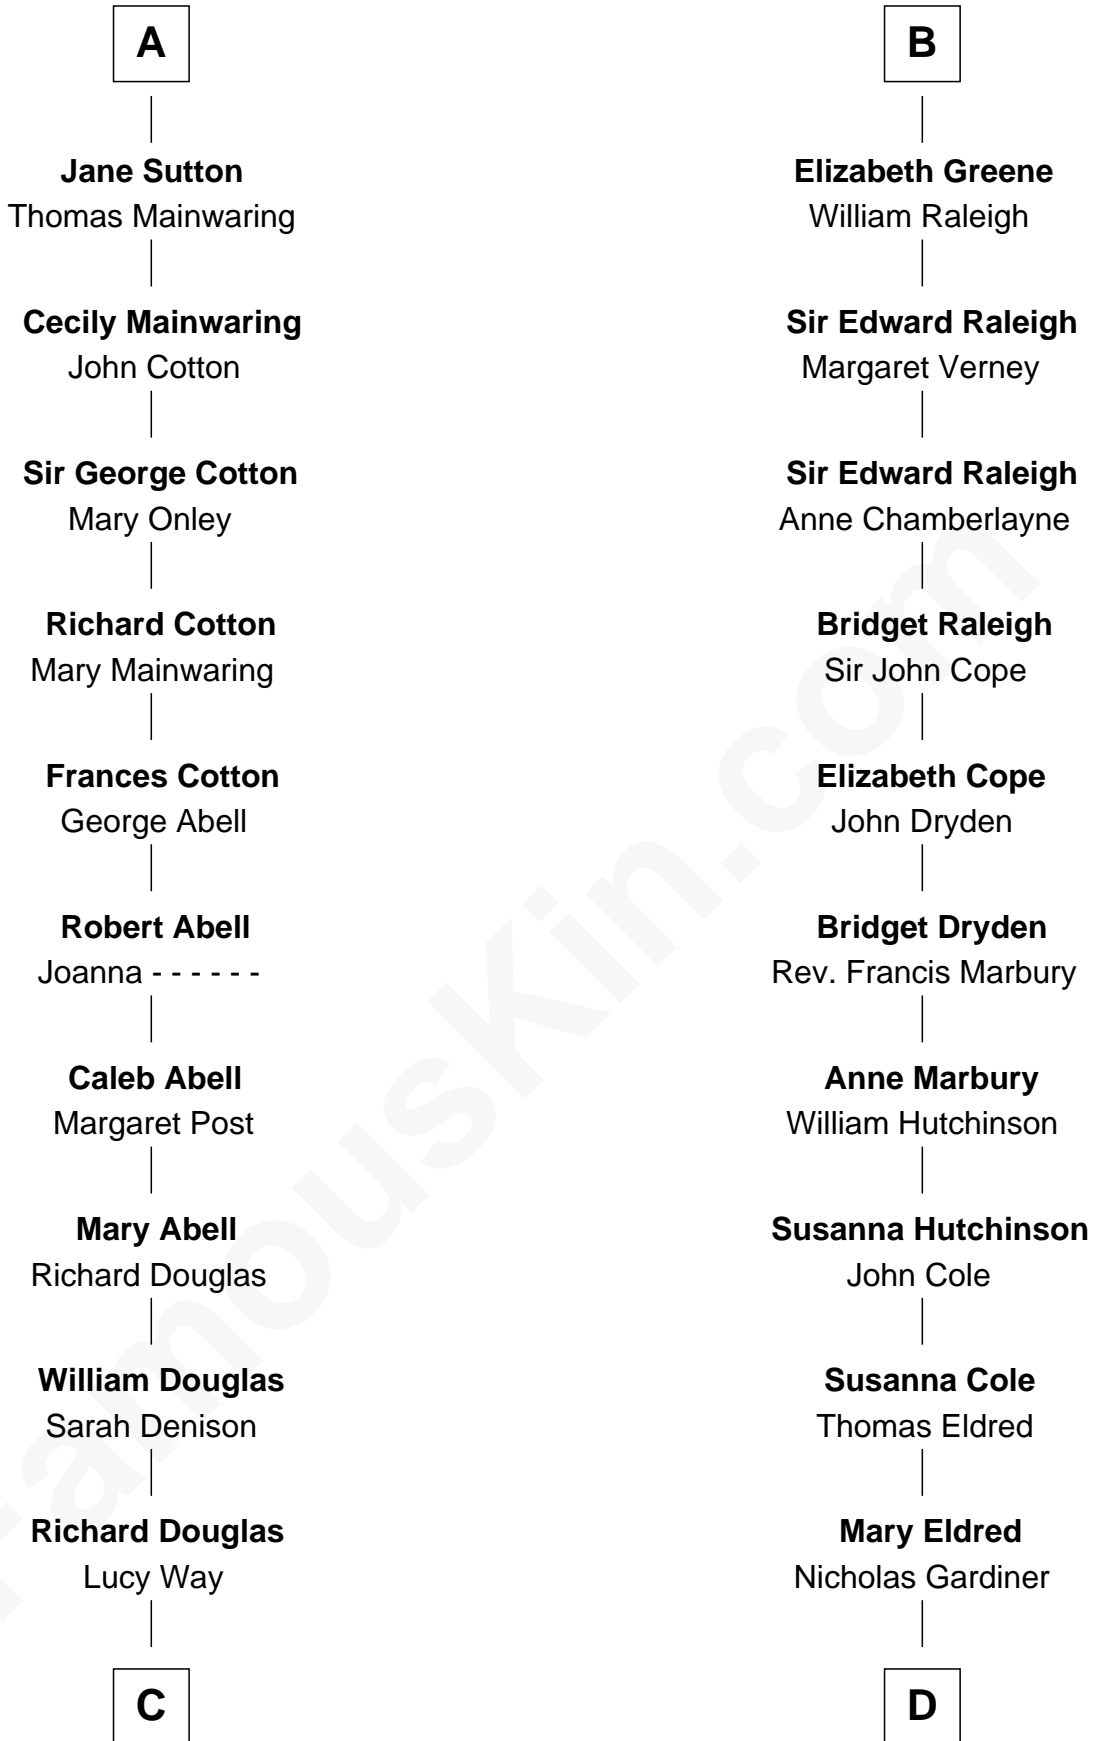 A
Jane Sutton
Thomas Mainwaring
Cecily Mainwaring
John Cotton
Sir George Cotton
Mary Onley
Richard Cotton
Mary Mainwaring
Frances Cotton
George Abell
Robert Abell
Joanna - - - - - -
Caleb Abell
Margaret Post
Mary Abell
Richard Douglas
William Douglas
Sarah Denison
Richard Douglas
Lucy Way
C
B
Elizabeth Greene
William Raleigh
Sir Edward Raleigh
Margaret Verney
Sir Edward Raleigh
Anne Chamberlayne
Bridget Raleigh
Sir John Cope
Elizabeth Cope
John Dryden
Bridget Dryden
Rev. Francis Marbury
Anne Marbury
William Hutchinson
Susanna Hutchinson
John Cole
Susanna Cole
Thomas Eldred
Mary Eldred
Nicholas Gardiner
D
FamousKin.com